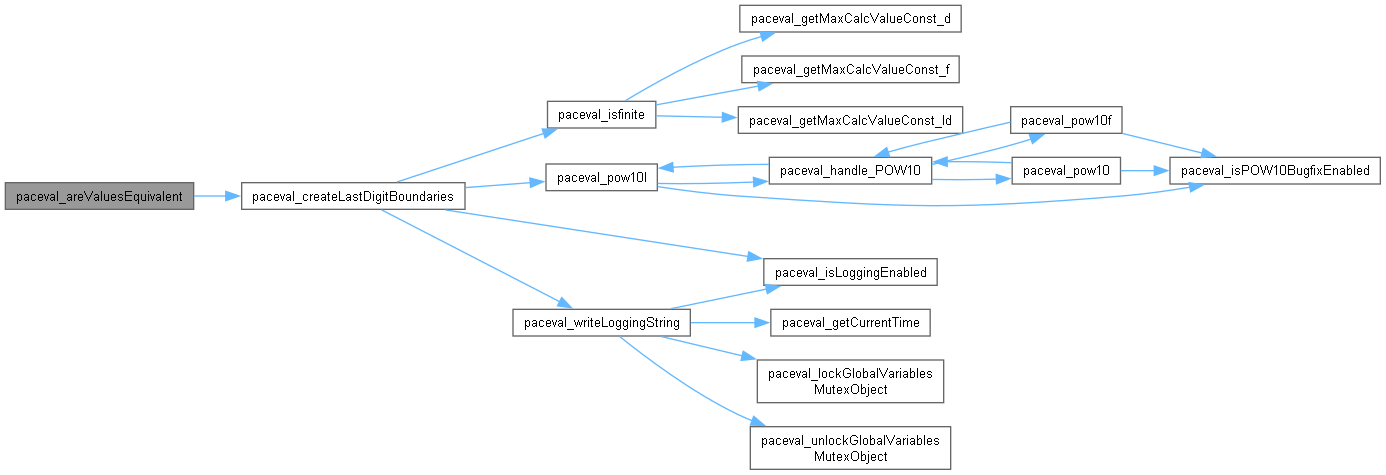 paceval_getMaxCalcValueConst_d
paceval_getMaxCalcValueConst_f
paceval_isfinite
paceval_getMaxCalcValueConst_ld
paceval_pow10f
paceval_handle_POW10
paceval_pow10
paceval_isPOW10BugfixEnabled
paceval_pow10l
paceval_areValuesEquivalent
paceval_createLastDigitBoundaries
paceval_isLoggingEnabled
paceval_writeLoggingString
paceval_getCurrentTime
paceval_lockGlobalVariables
MutexObject
paceval_unlockGlobalVariables
MutexObject